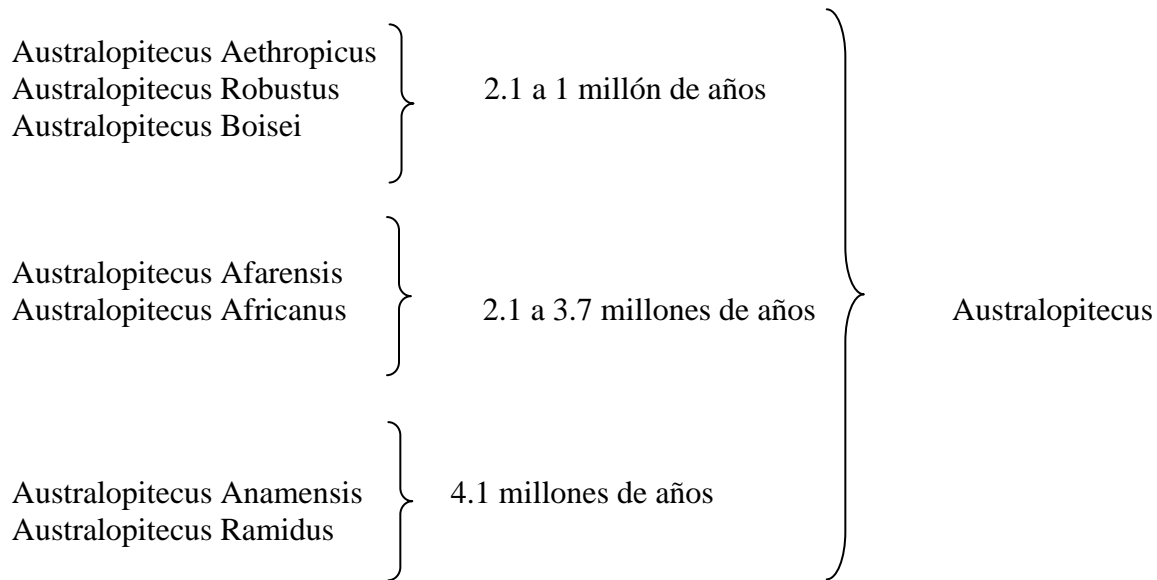 Australopitecus Aethropicus
Australopitecus Robustus
Australopitecus Boisei
2.1 a 1 millón de años
Australopitecus Afarensis
Australopitecus Africanus
2.1 a 3.7 millones de años
Australopitecus Anamensis
Australopitecus Ramidus
4.1 millones de años
Australopitecus